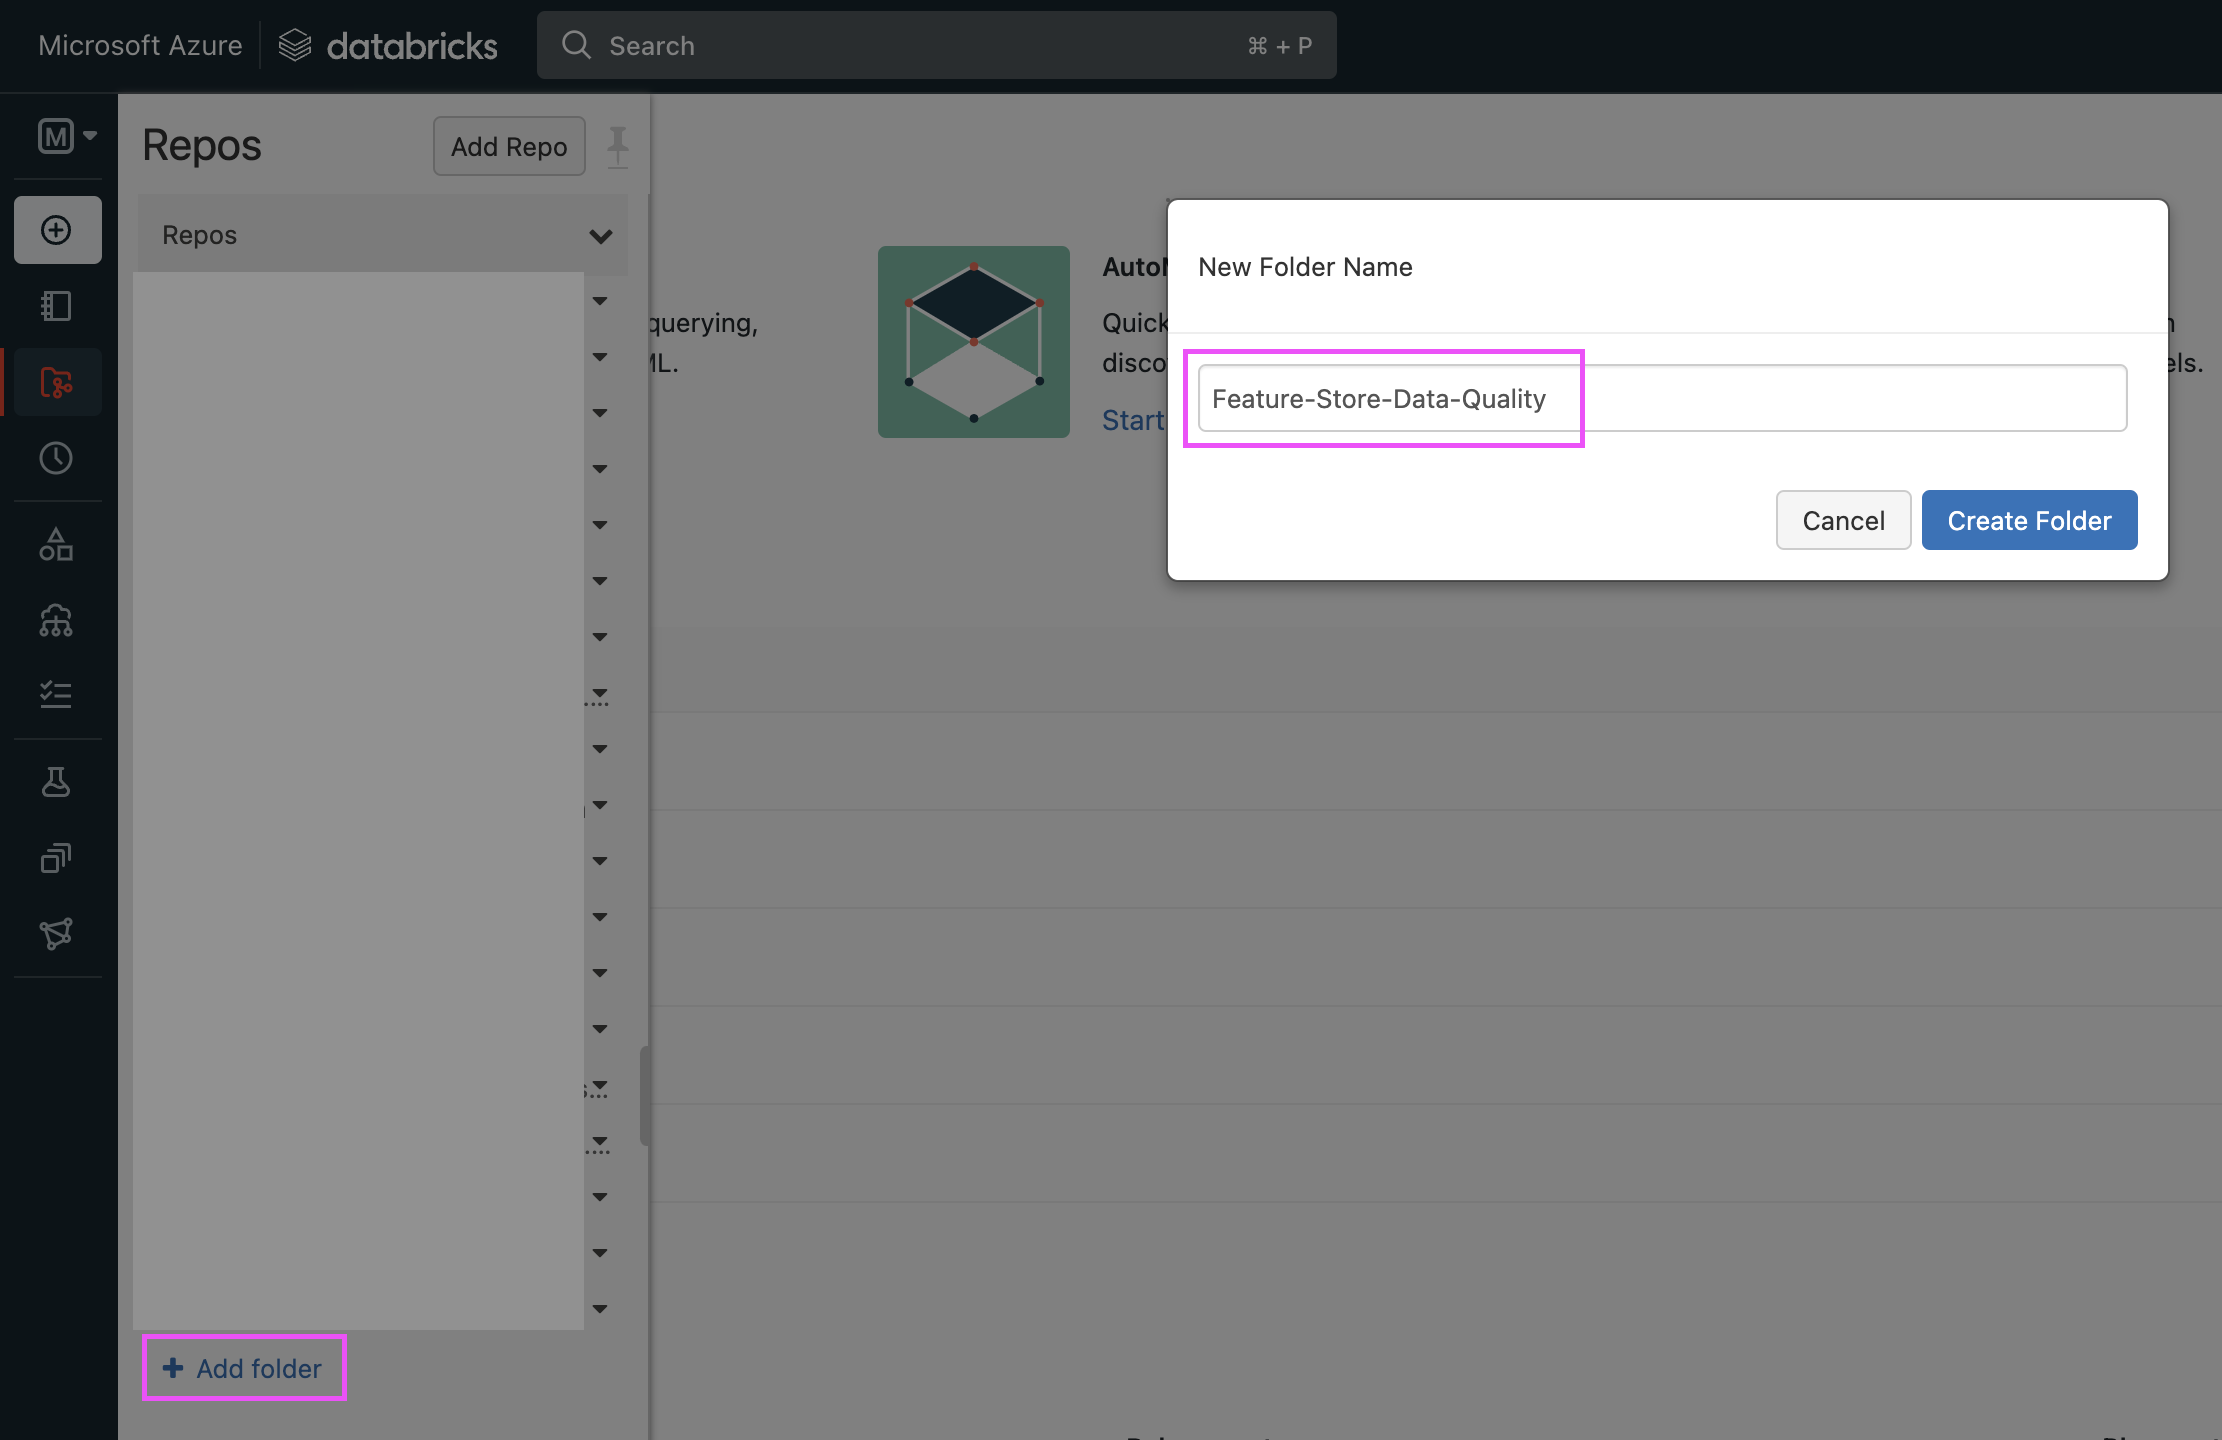 Microsoft Azure
databricks
Search
⌘ + P
M
Repos
Add Repo
Repos
querying,
ML.
Quick
disco
Start
els.
New Folder Name
Feature-Store-Data-Quality
Cancel
Create Folder
+ Add folder